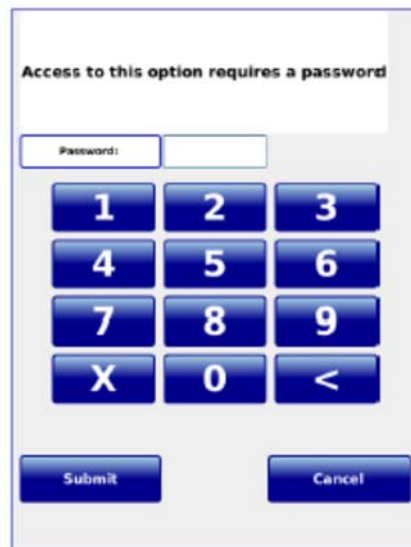 Access to this option requires a password
Password:
1 2 3
4 5 6
7 8 9
X 0 <
Submit Cancel